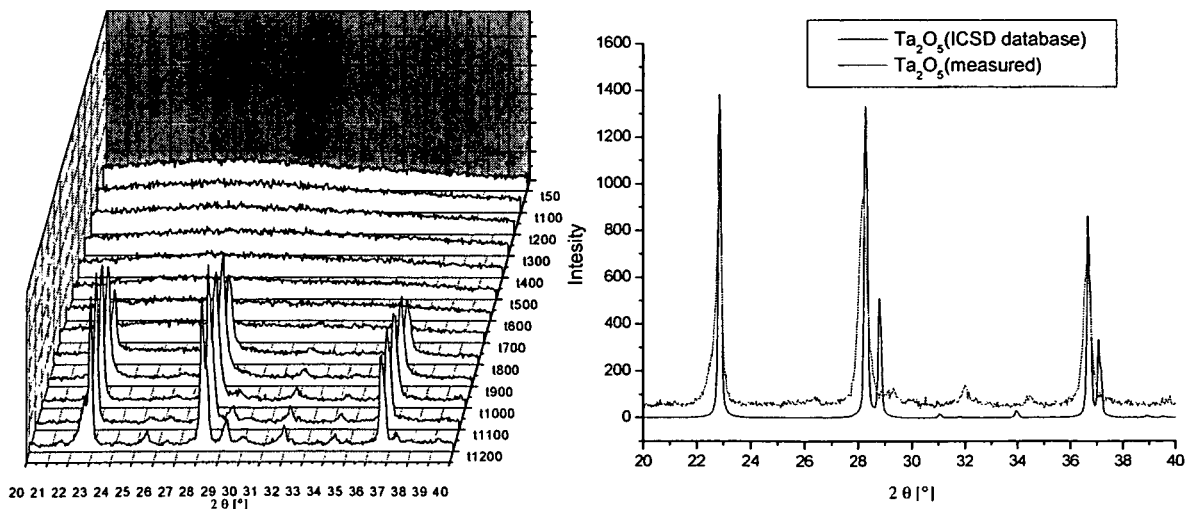 t50
t100
t200
t300
t400
t500
t600
t700
t800
t900
t1000
t1100
t1200
20 21 22 23 24 25 26 27 28 29 30 31 32 33 34 35 36 37 38 39 40
2 θ [°]
Ta₂O₅(ICSD database)
Ta₂O₅(measured)
1600
1400
1200
1000
800
600
400
200
0
Intesity
20 22 24 26 28 30 32 34 36 38 40
2 θ [°]